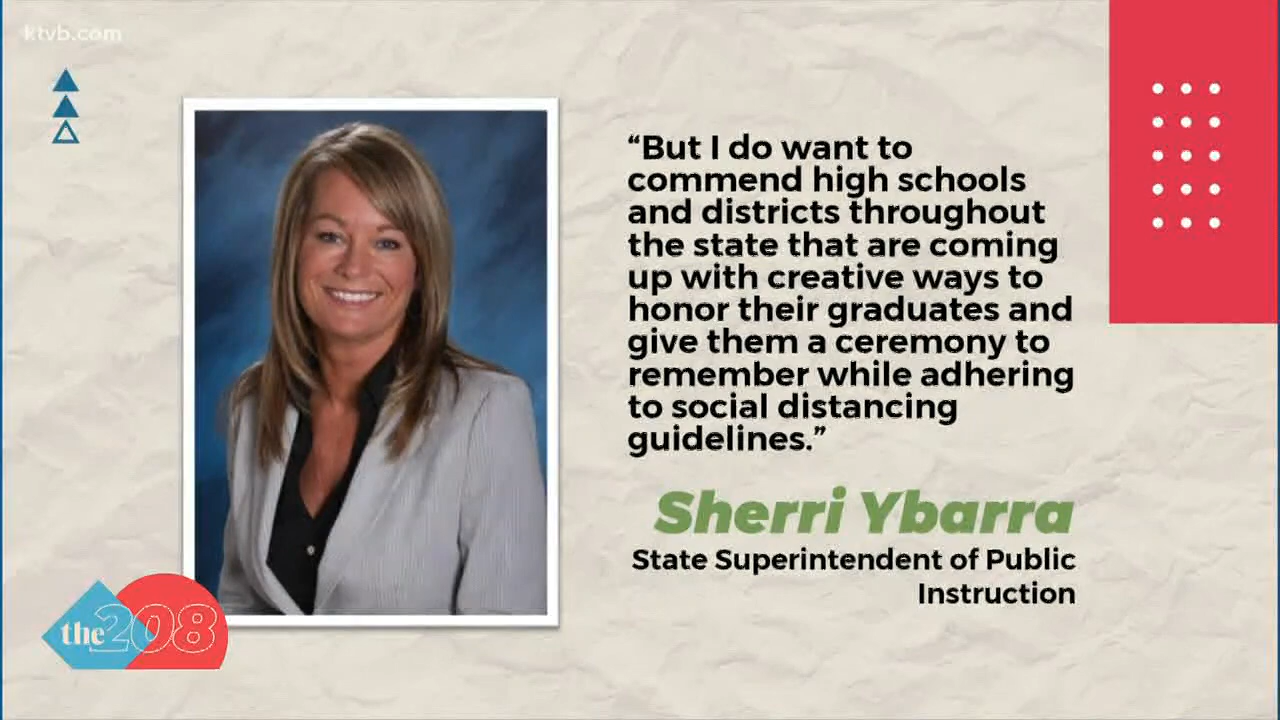 ktvb.com
“But I do want to
commend high schools
and districts throughout
the state that are coming
up with creative ways to
honor their graduates and
give them a ceremony to
remember while adhering
to social distancing
guidelines.”
Sherri Ybarra
State Superintendent of Public
Instruction
the 208